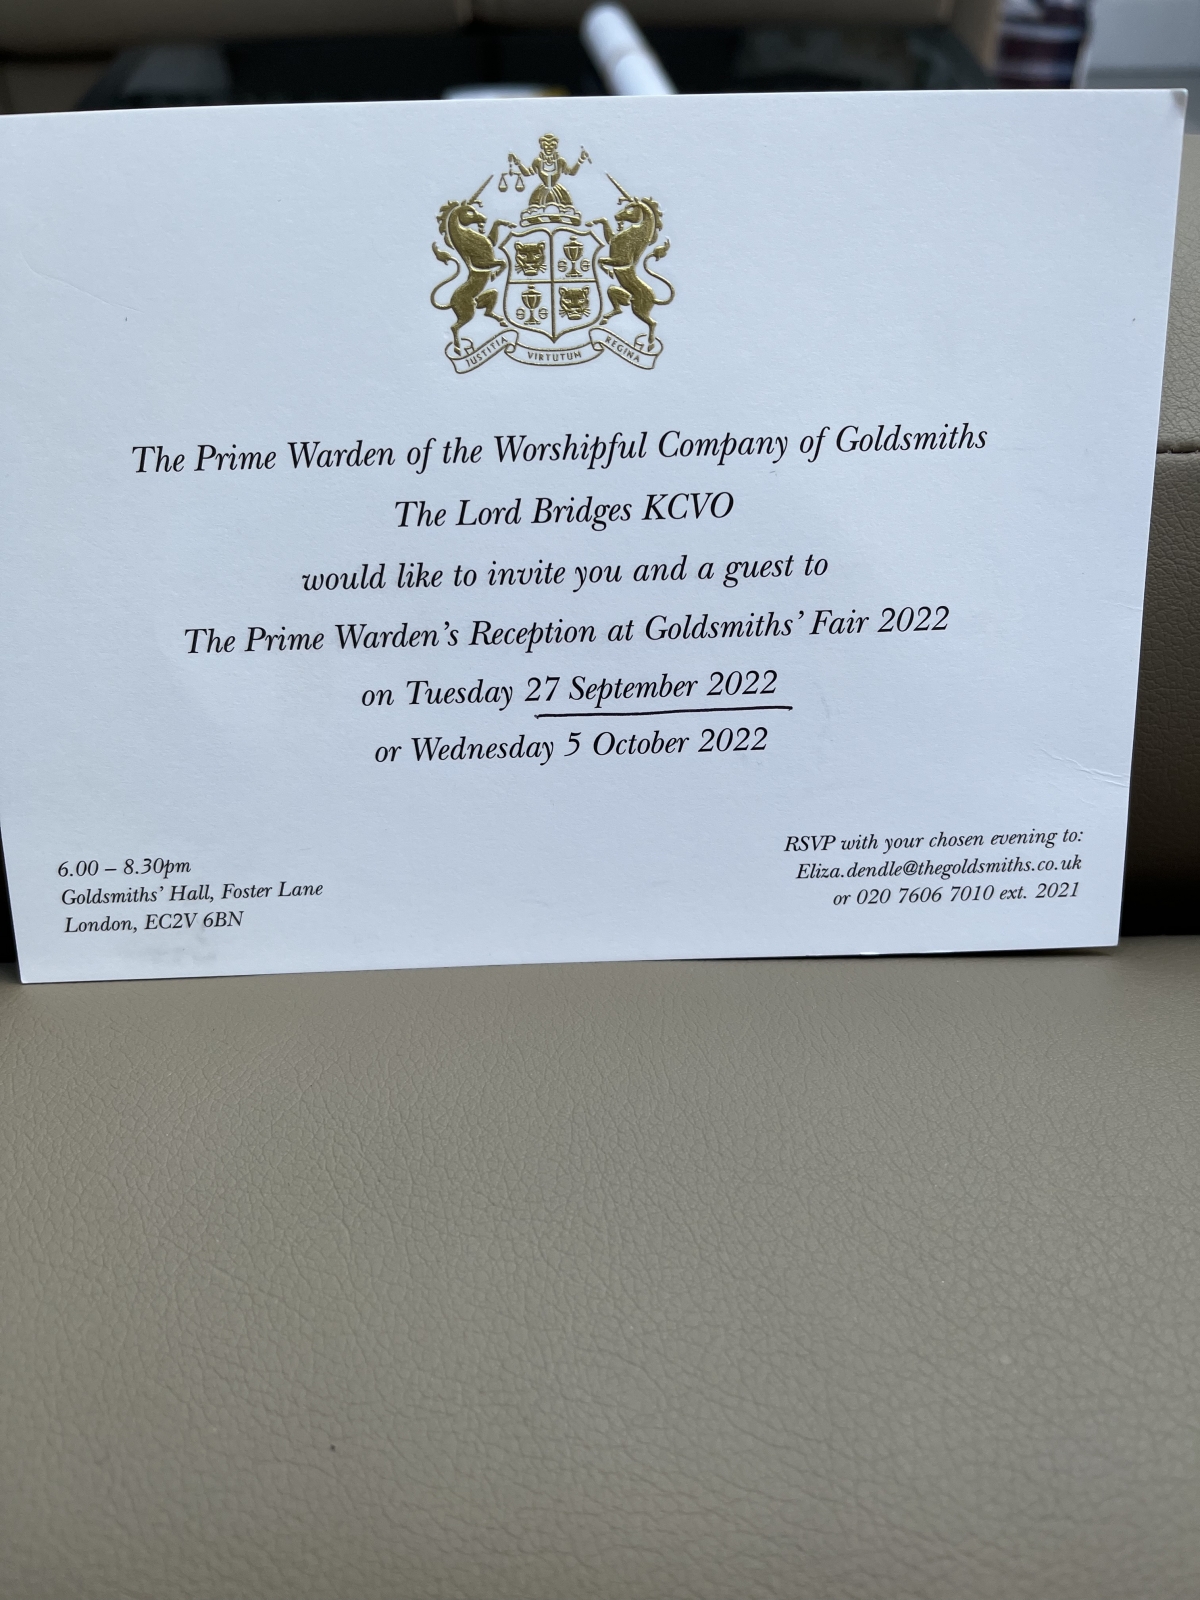 JUSTITIA VIRTUTUM REGINA
The Prime Warden of the Worshipful Company of Goldsmiths
The Lord Bridges KCVO
would like to invite you and a guest to
The Prime Warden's Reception at Goldsmiths' Fair 2022
on Tuesday 27 September 2022
or Wednesday 5 October 2022
6.00 – 8.30pm
Goldsmiths' Hall, Foster Lane
London, EC2V 6BN
RSVP with your chosen evening to:
Eliza.dendle@thegoldsmiths.co.uk
or 020 7606 7010 ext. 2021